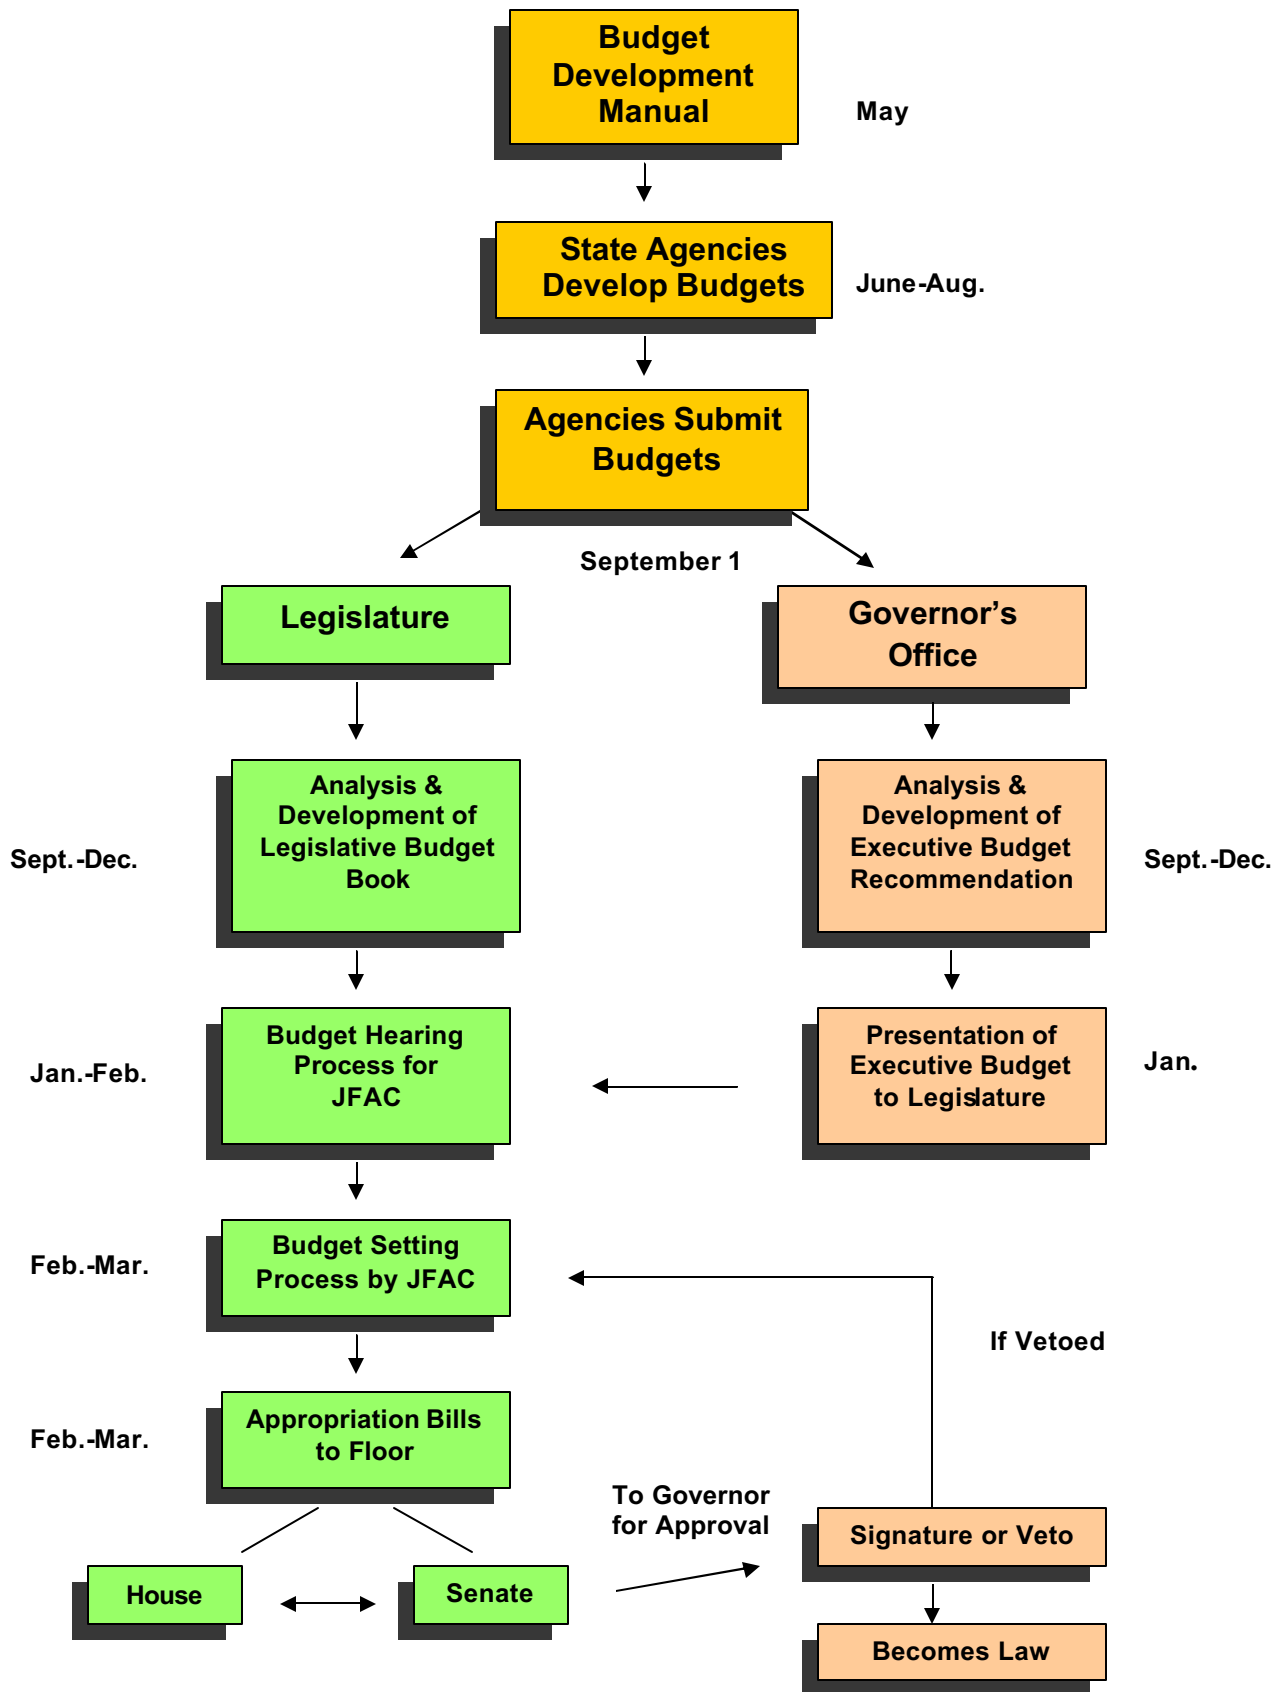 Budget
Development
Manual
May
State Agencies
Develop Budgets
June-Aug.
Agencies Submit
Budgets
September 1
Legislature
Governor’s
Office
Analysis &
Development of
Legislative Budget
Book
Sept.-Dec.
Analysis &
Development of
Executive Budget
Recommendation
Sept.-Dec.
Budget Hearing
Process for
JFAC
Jan.-Feb.
Presentation of
Executive Budget
to Legislature
Jan.
Budget Setting
Process by JFAC
Feb.-Mar.
If Vetoed
Appropriation Bills
to Floor
Feb.-Mar.
To Governor
for Approval
Signature or Veto
House
Senate
Becomes Law